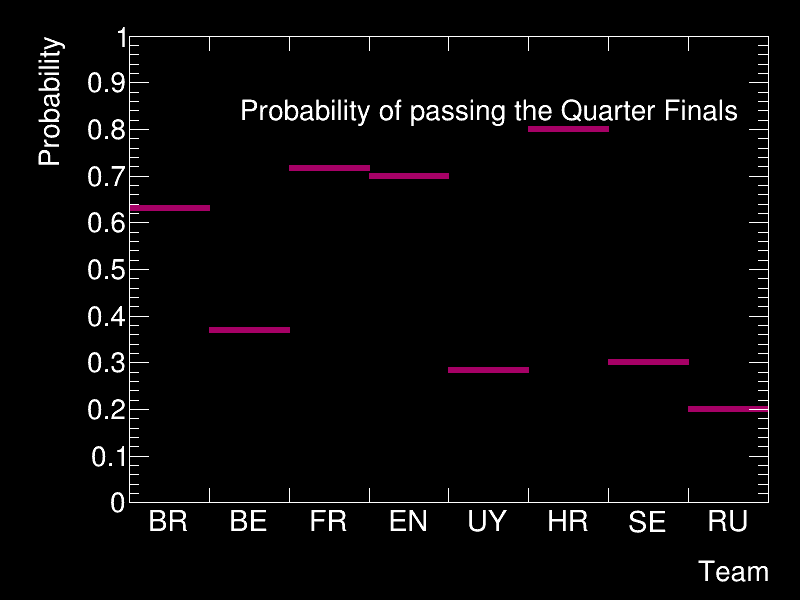 Probability
Probability of passing the Quarter Finals
1
0.9
0.8
0.7
0.6
0.5
0.4
0.3
0.2
0.1
0
BR BE FR EN UY HR SE RU
Team